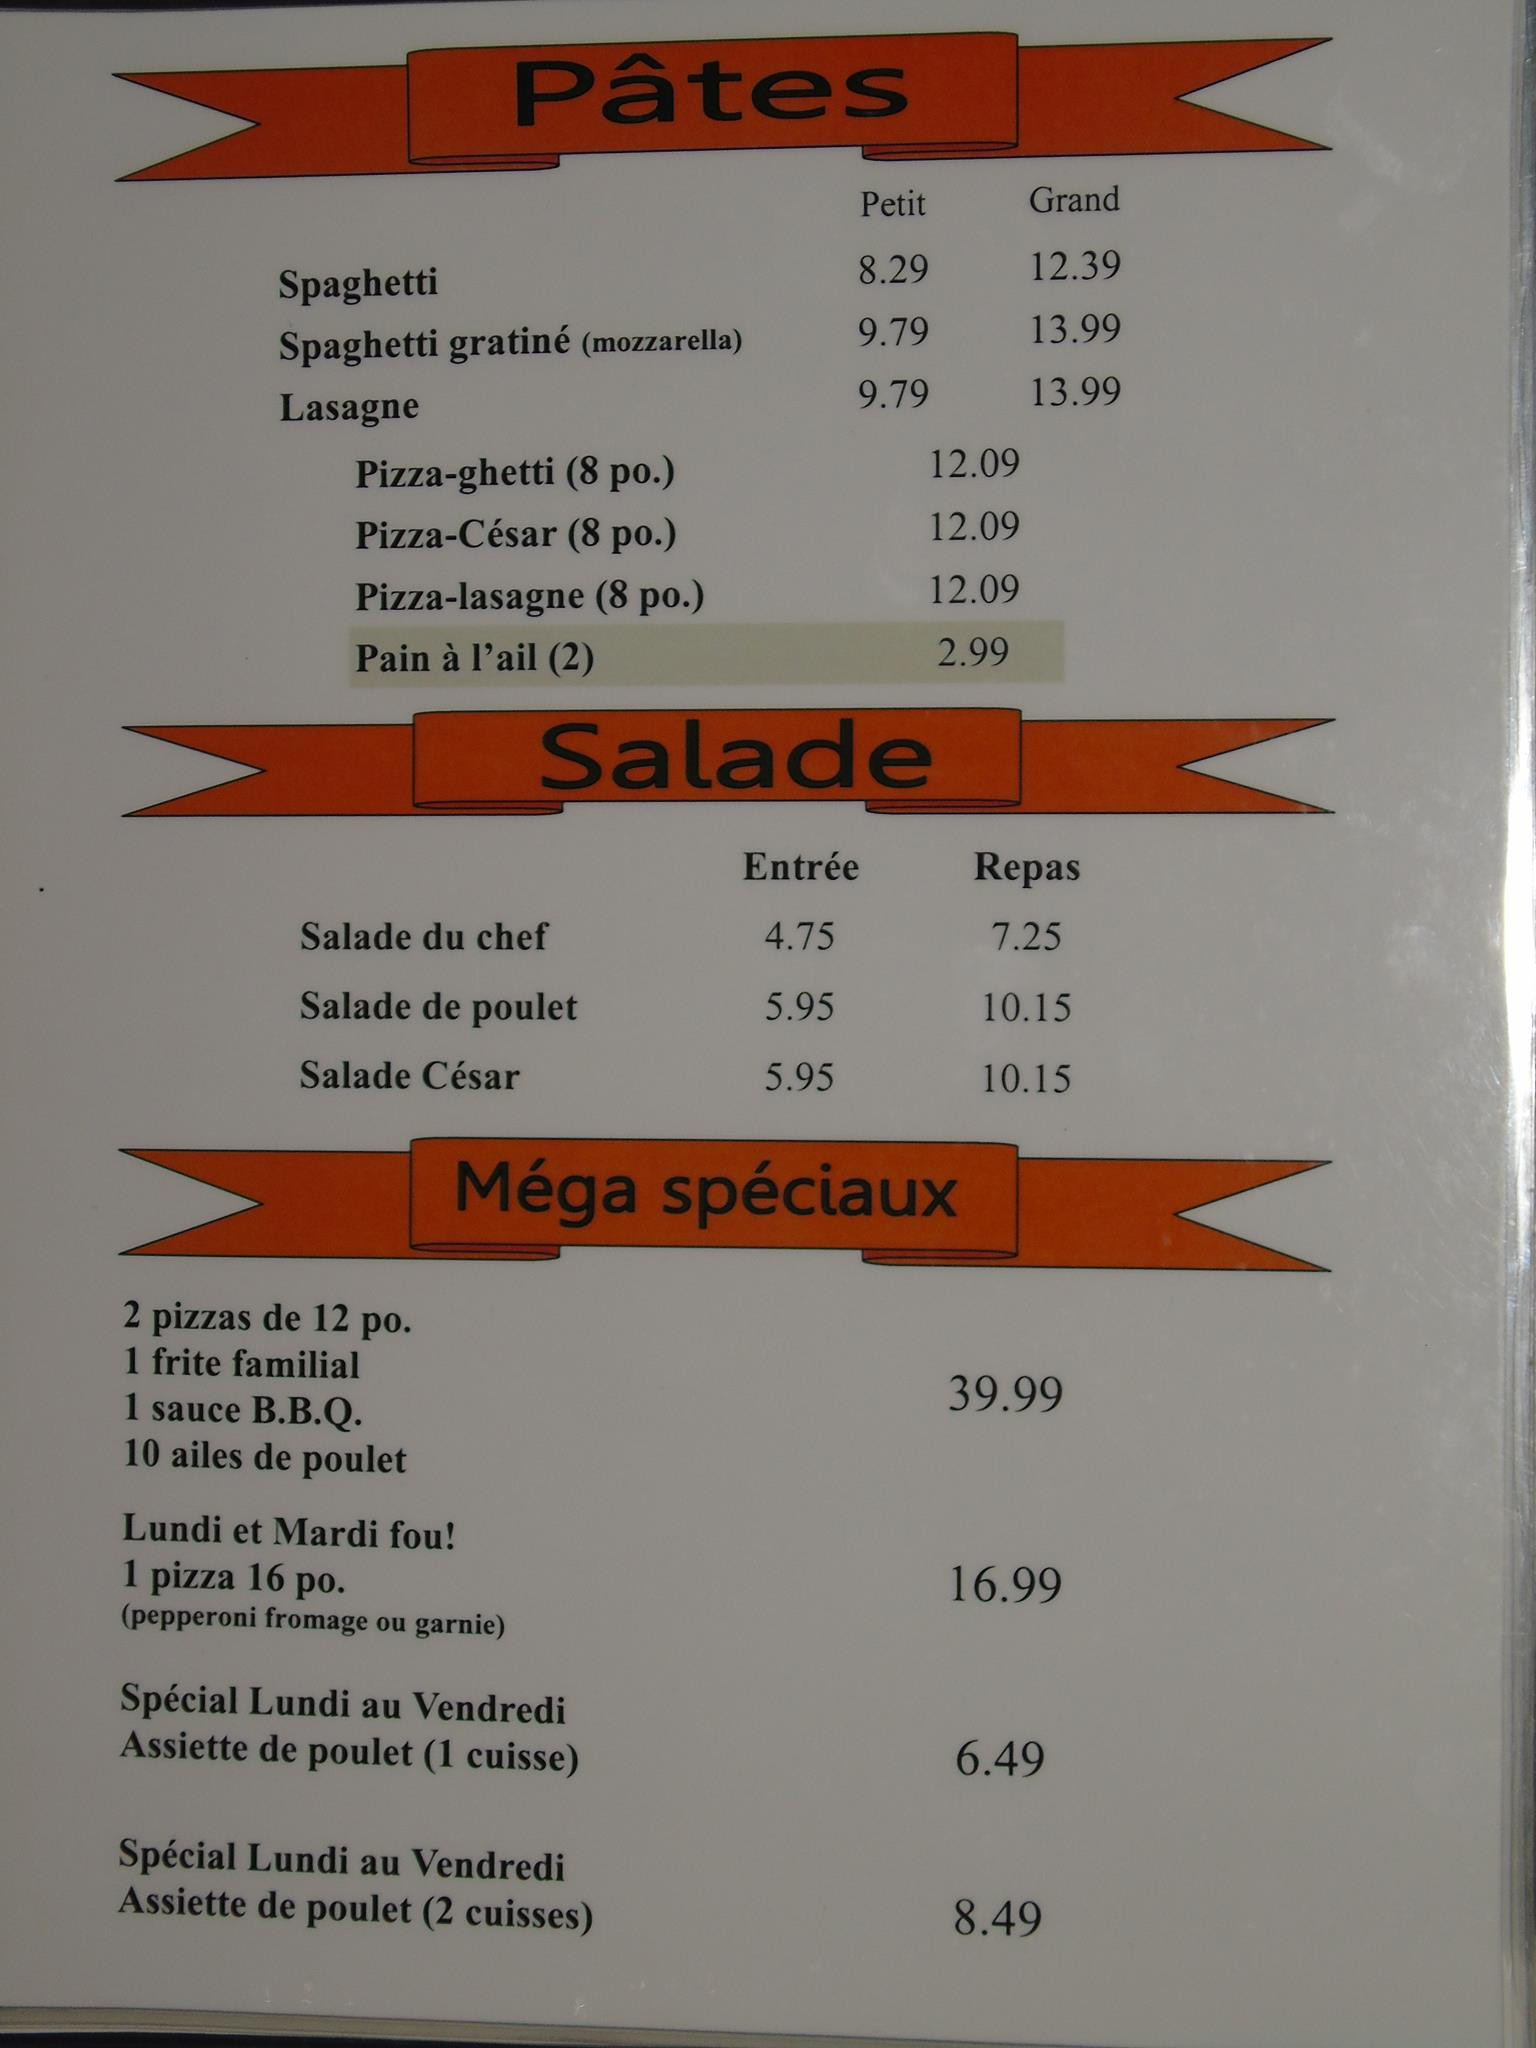 Pâtes
Petit Grand
Spaghetti 8.29 12.39
Spaghetti gratiné (mozzarella) 9.79 13.99
Lasagne 9.79 13.99
Pizza-ghetti (8 po.) 12.09
Pizza-César (8 po.) 12.09
Pizza-lasagne (8 po.) 12.09
Pain à l'ail (2) 2.99
Salade
Entrée Repas
Salade du chef 4.75 7.25
Salade de poulet 5.95 10.15
Salade César 5.95 10.15
Méga spéciaux
2 pizzas de 12 po.
1 frite familial
1 sauce B.B.Q.
10 ailes de poulet
39.99
Lundi et Mardi fou!
1 pizza 16 po.
(pepperoni fromage ou garnie)
16.99
Spécial Lundi au Vendredi
Assiette de poulet (1 cuisse) 6.49
Spécial Lundi au Vendredi
Assiette de poulet (2 cuisses) 8.49